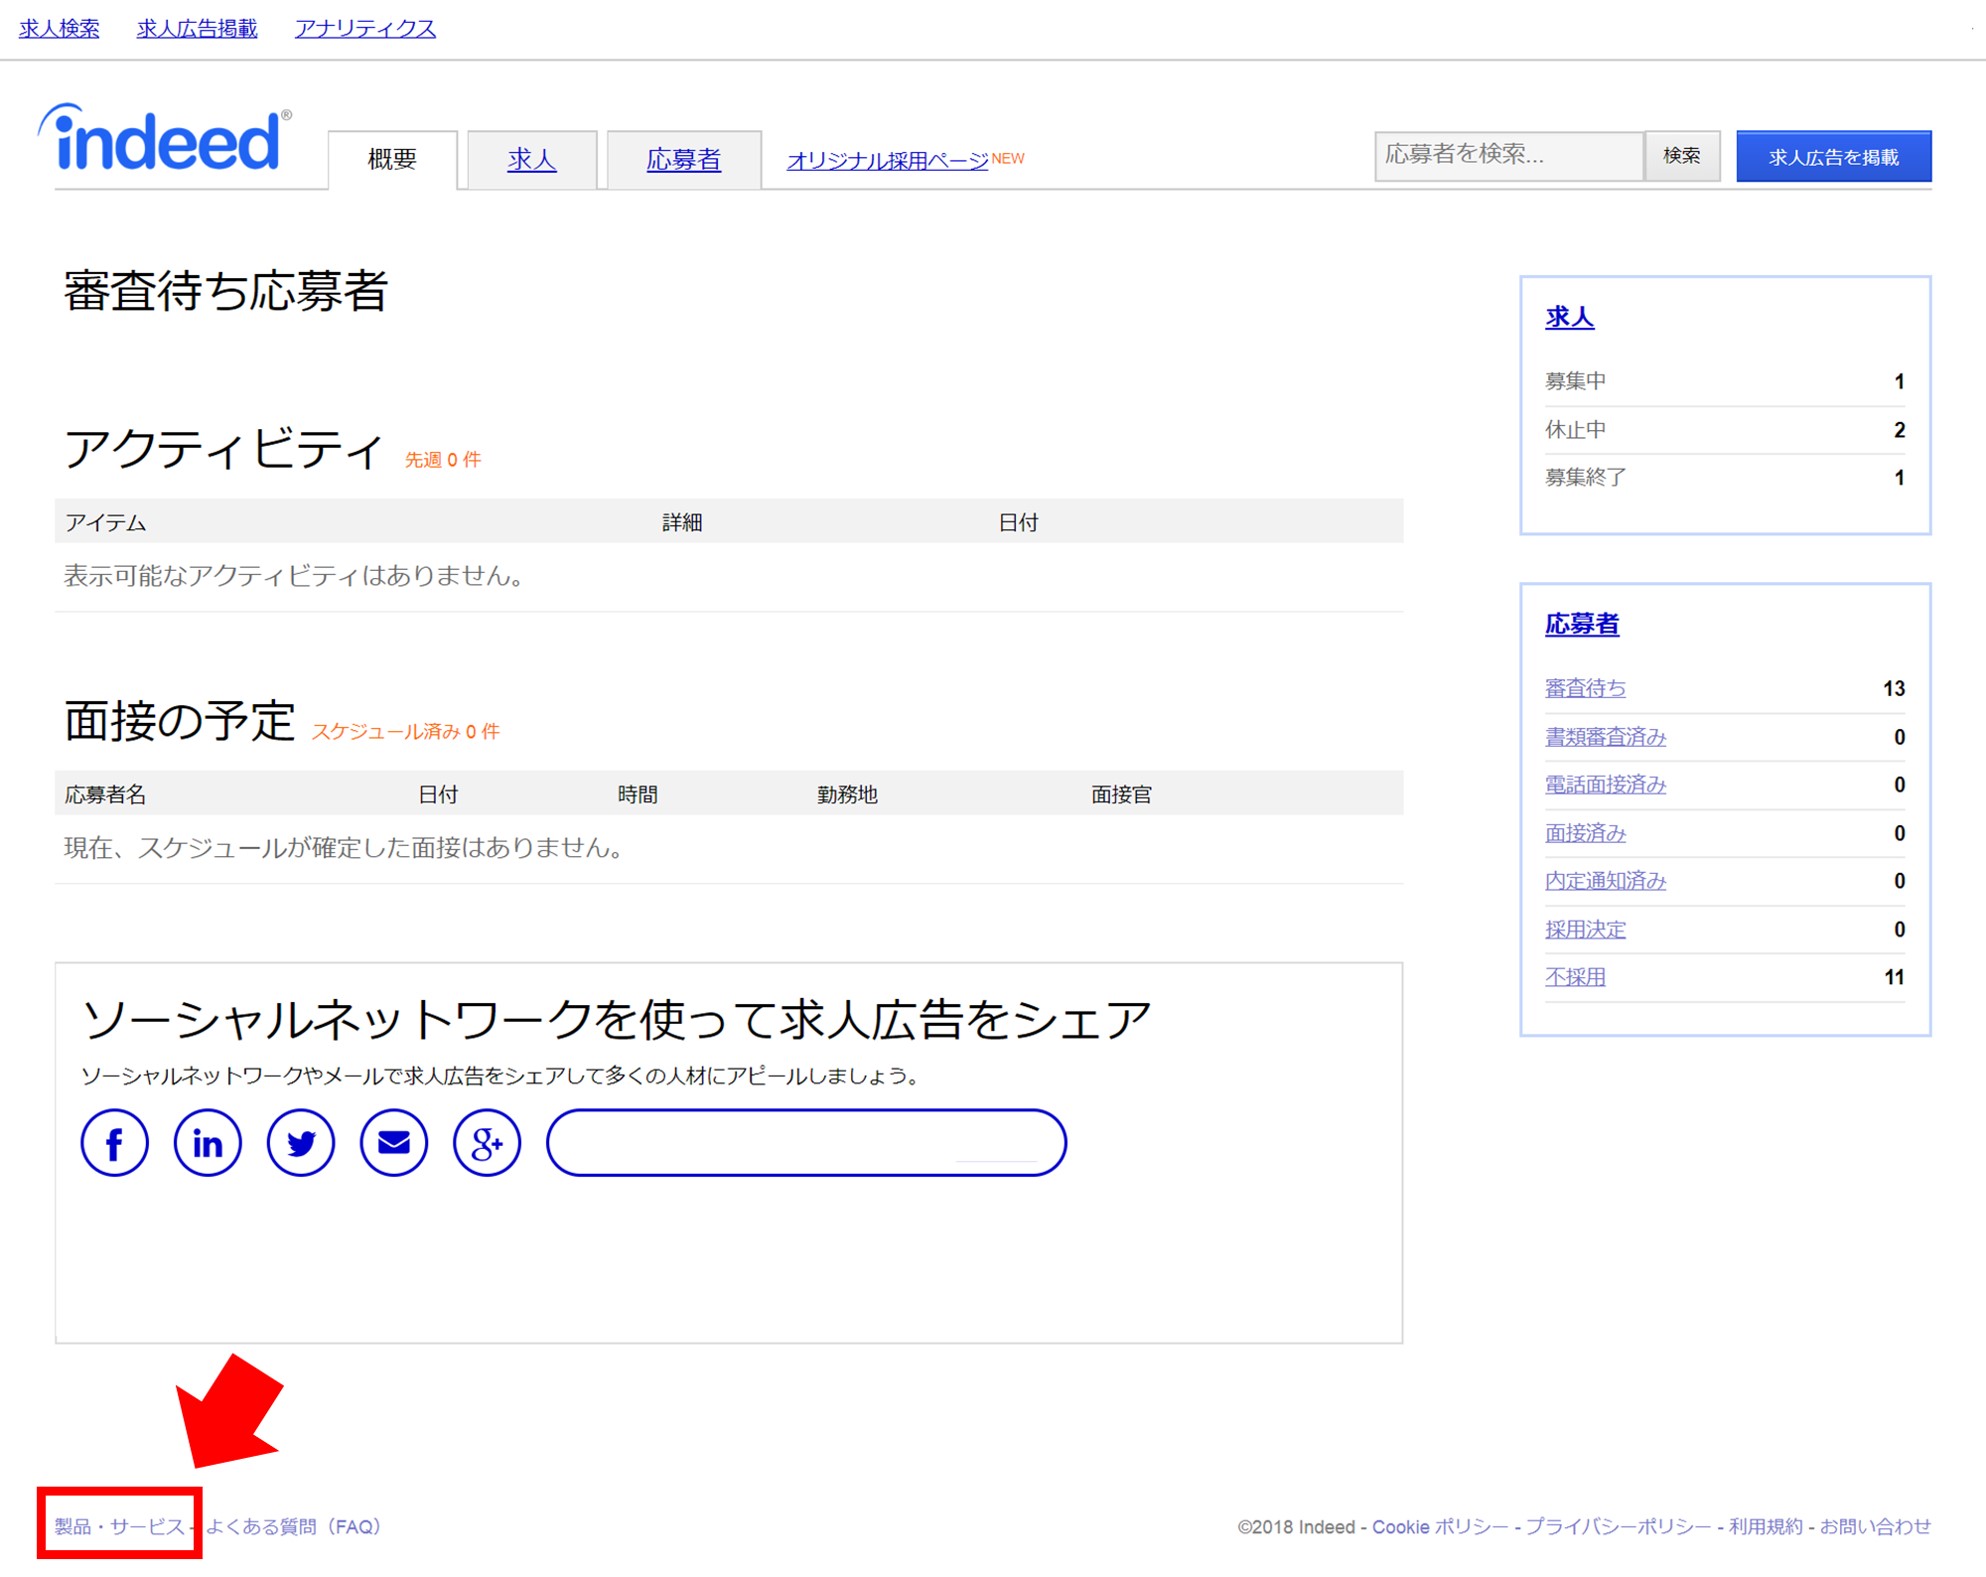 求人検索 求人広告掲載 アナリティクス
indeed®
概要 求人 応募者 オリジナル採用ページNEW 応募者を検索... 検索 求人広告を掲載
審査待ち応募者
アクティビティ 先週 0 件
アイテム 詳細 日付
表示可能なアクティビティはありません。
面接の予定 スケジュール済み 0 件
応募者名 日付 時間 勤務地 面接官
現在、スケジュールが確定した面接はありません。
ソーシャルネットワークを使って求人広告をシェア
ソーシャルネットワークやメールで求人広告をシェアして多くの人材にアピールしましょう。
f in g+
求人
募集中 1
休止中 2
募集終了 1
応募者
審査待ち 13
書類審査済み 0
電話面接済み 0
面接済み 0
内定通知済み 0
採用決定 0
不採用 11
製品・サービス - よくある質問（FAQ）
©2018 Indeed - Cookie ポリシー - プライバシーポリシー - 利用規約 - お問い合わせ